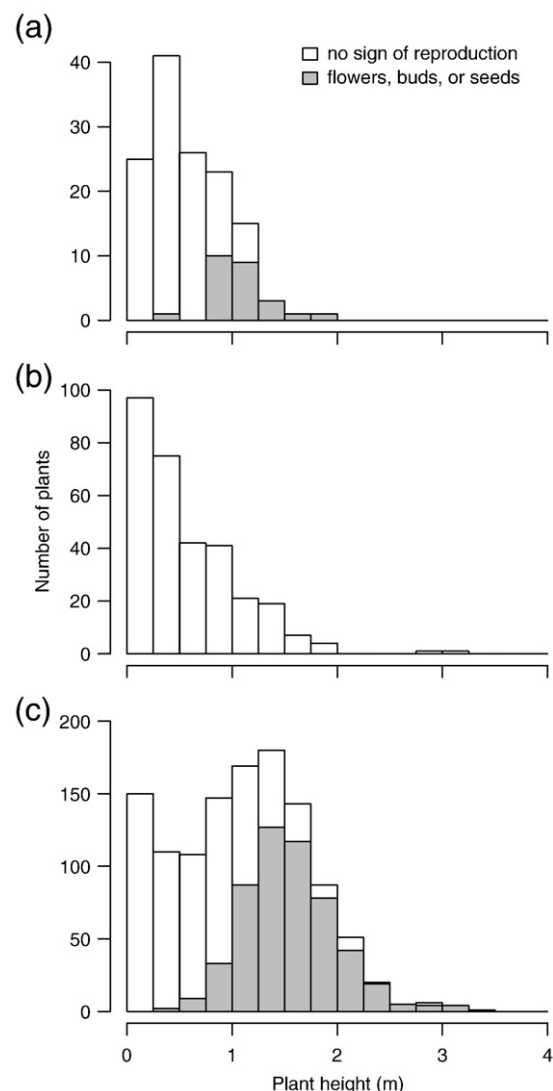 (a)
no sign of reproduction
flowers, buds, or seeds
40
30
20
10
0
(b)
100
80
60
40
20
0
Number of plants
(c)
200
150
100
50
0
0 1 2 3 4
Plant height (m)